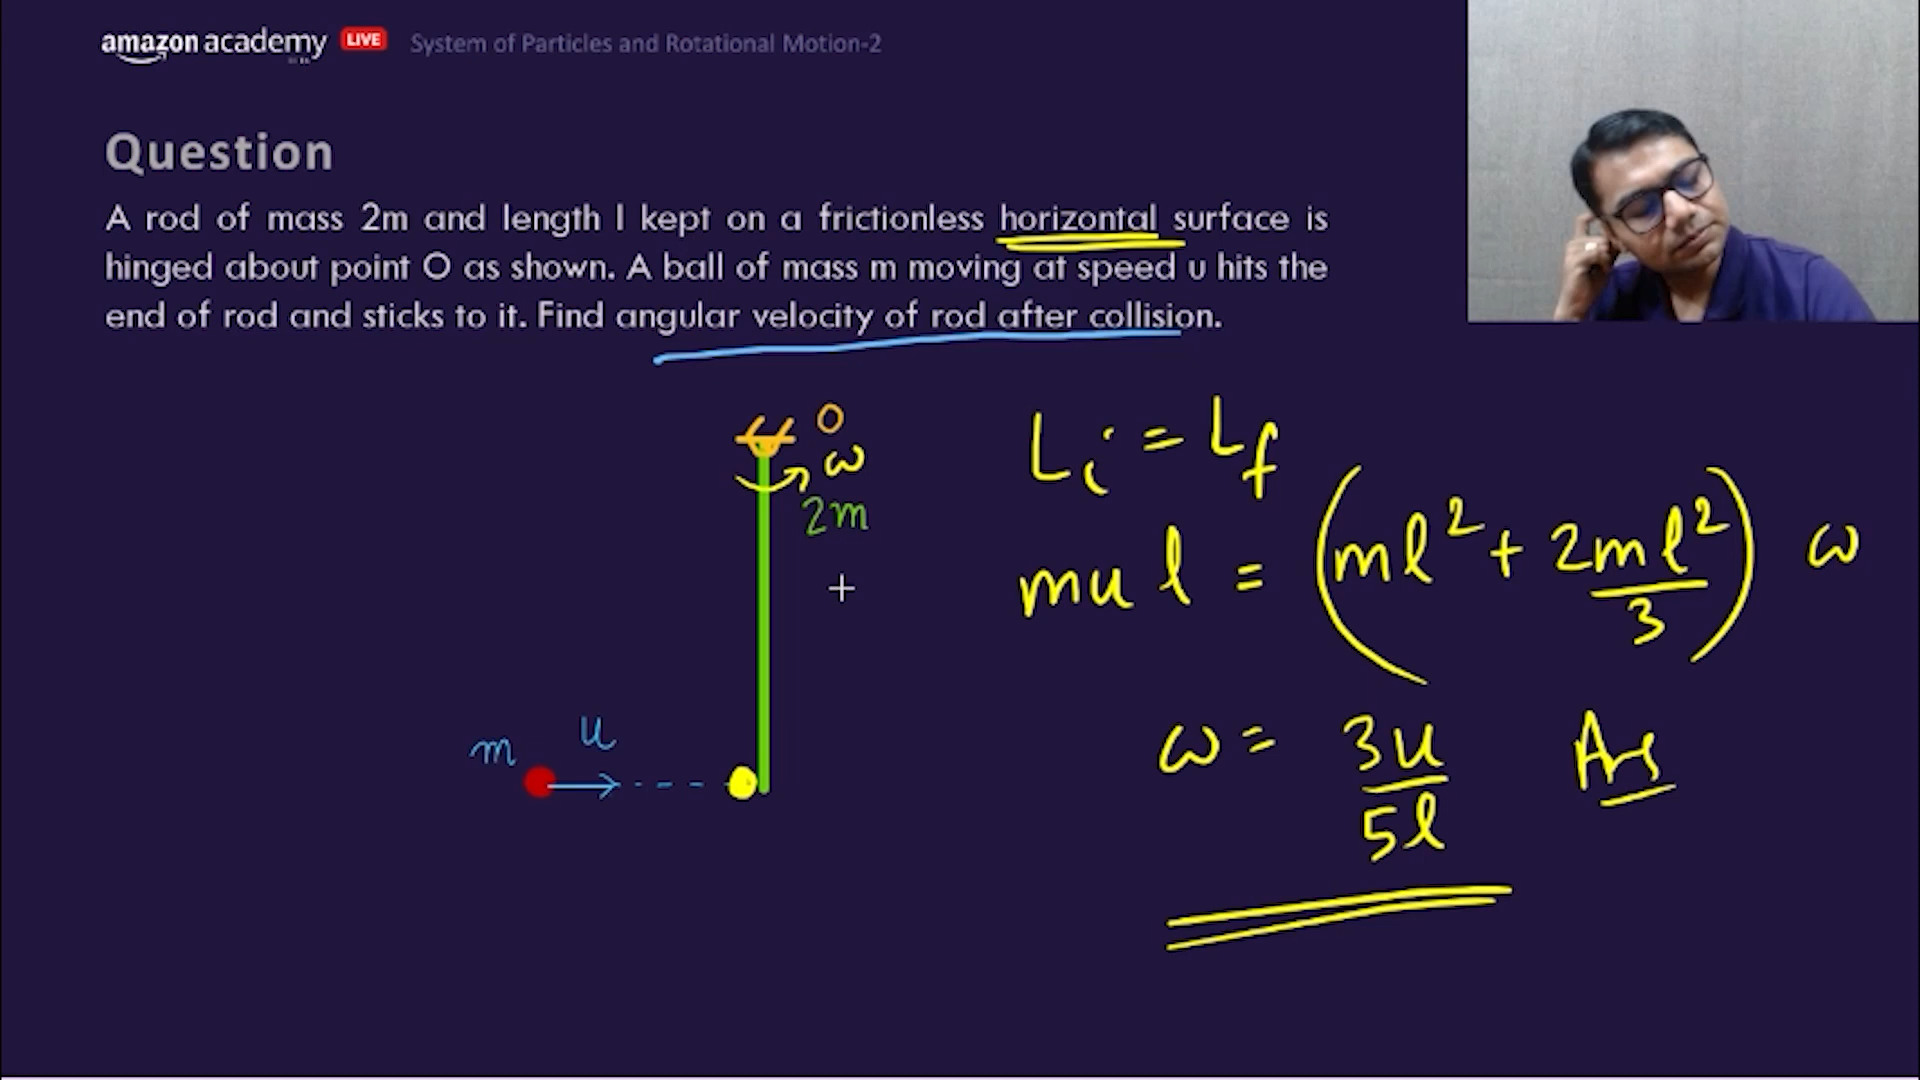 amazon academy LIVE System of Particles and Rotational Motion-2
Question
A rod of mass 2m and length l kept on a frictionless horizontal surface is
hinged about point O as shown. A ball of mass m moving at speed u hits the
end of rod and sticks to it. Find angular velocity of rod after collision.
O
ω
2m
m
u
Li = Lf
mu l = (ml² + 2ml²/3) ω
ω = 3u/5l Ans